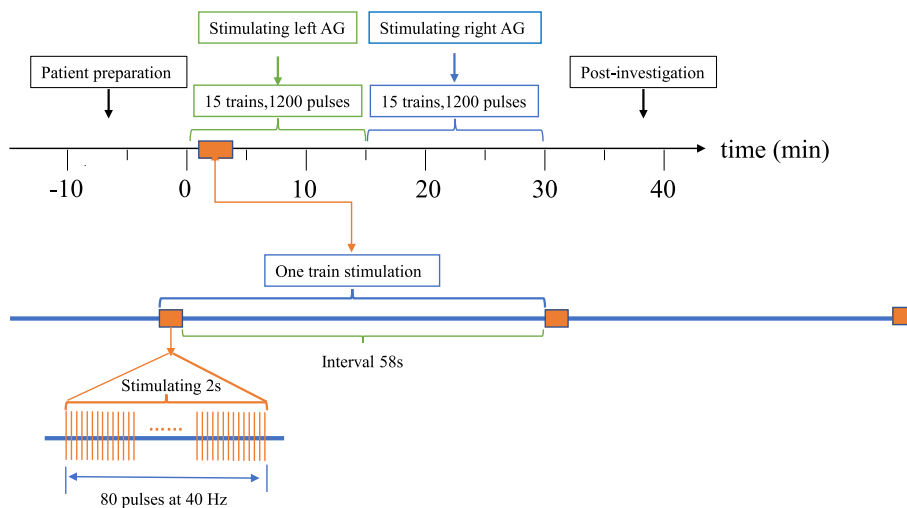 Stimulating left AG
Stimulating right AG
Patient preparation
Post-investigation
15 trains,1200 pulses
15 trains,1200 pulses
time (min)
-10 0 10 20 30 40
One train stimulation
Interval 58s
Stimulating 2s
80 pulses at 40 Hz